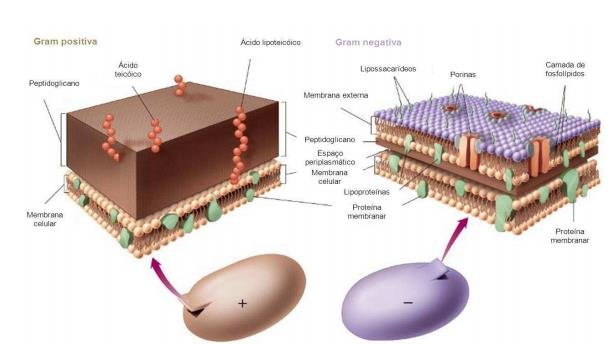 Gram positiva
Gram negativa
Ácido
teicóico
Ácido lipoteicóico
Peptidoglicano
Membrana
celular
Lipossacarídeos
Porinas
Camada de
fosfolípidos
Membrana externa
Peptidoglicano
Espaço
periplasmático
Membrana
celular
Lipoproteínas
Proteína
membranar
Proteína
membranar
+
−